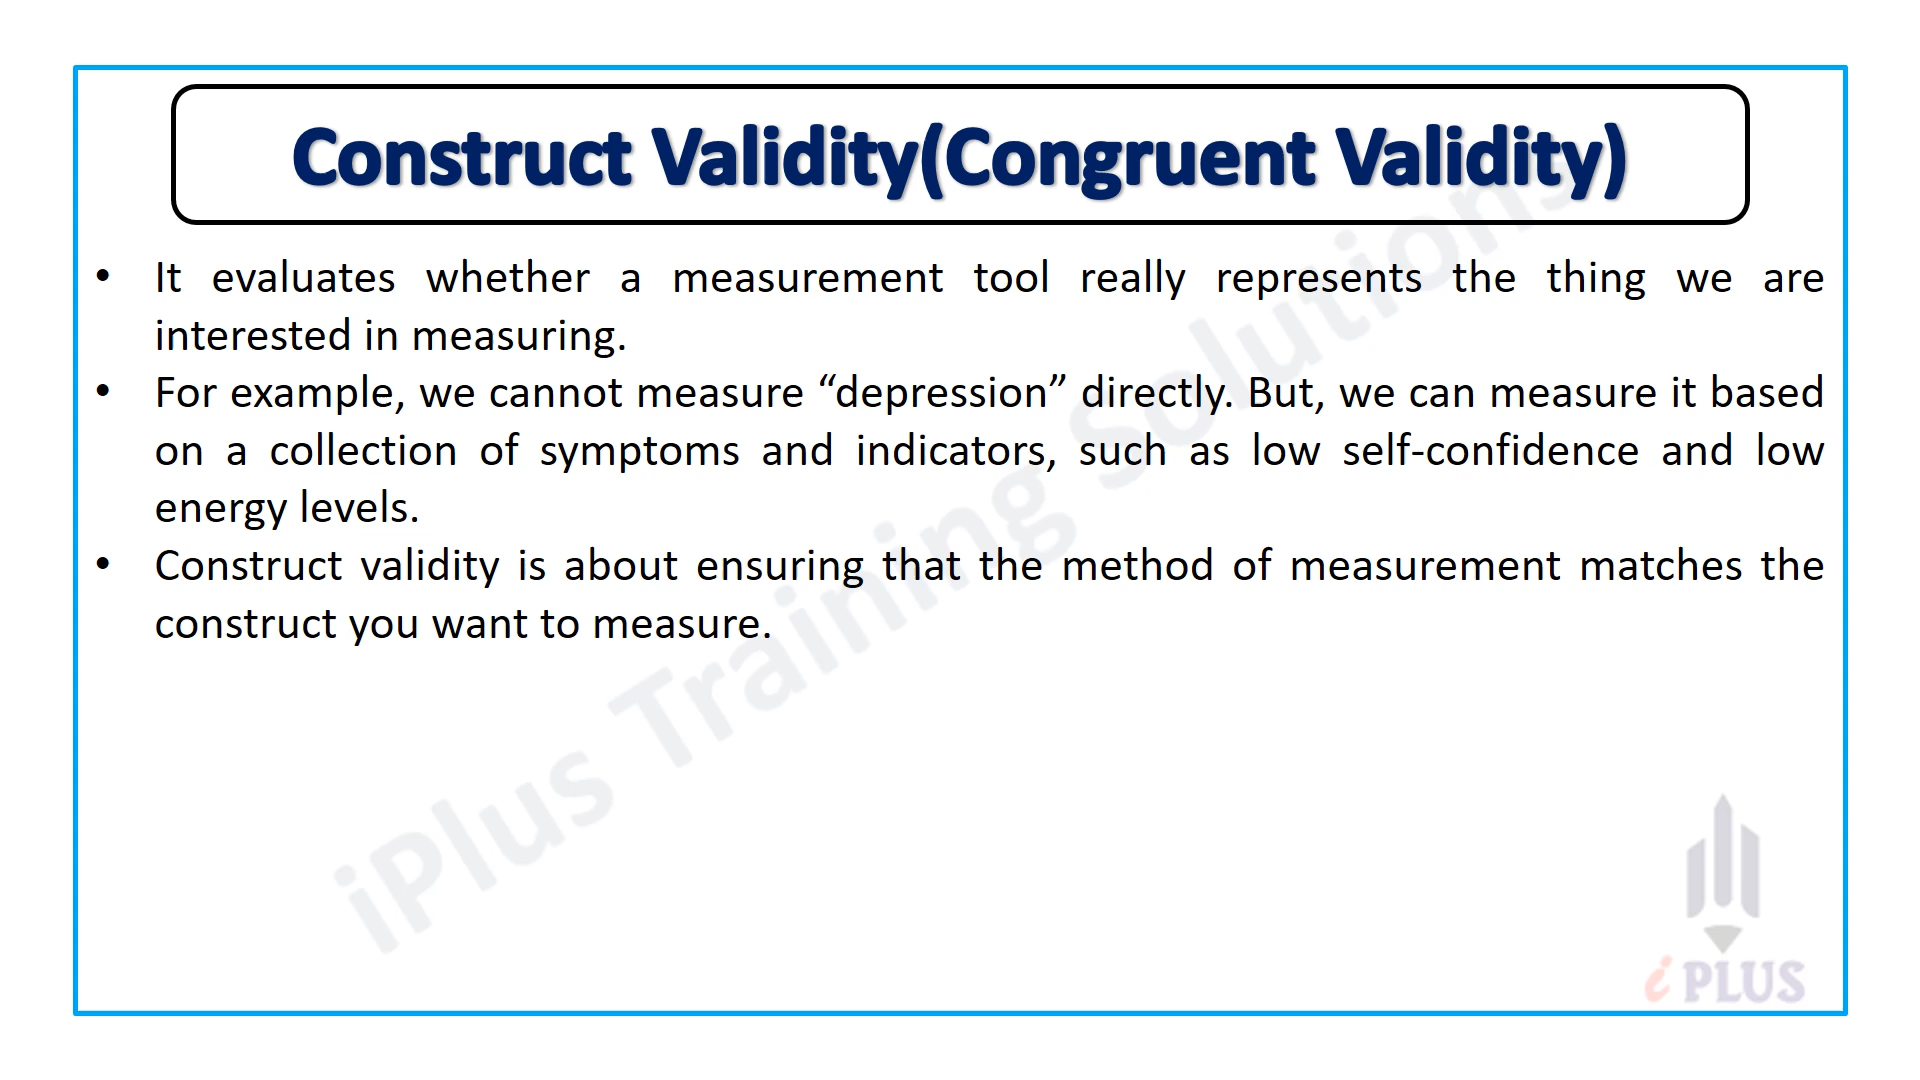 Construct Validity(Congruent Validity)
• It evaluates whether a measurement tool really represents the thing we are
interested in measuring.
• For example, we cannot measure “depression” directly. But, we can measure it based
on a collection of symptoms and indicators, such as low self-confidence and low
energy levels.
• Construct validity is about ensuring that the method of measurement matches the
construct you want to measure.
iPlus Training Solutions
i PLUS